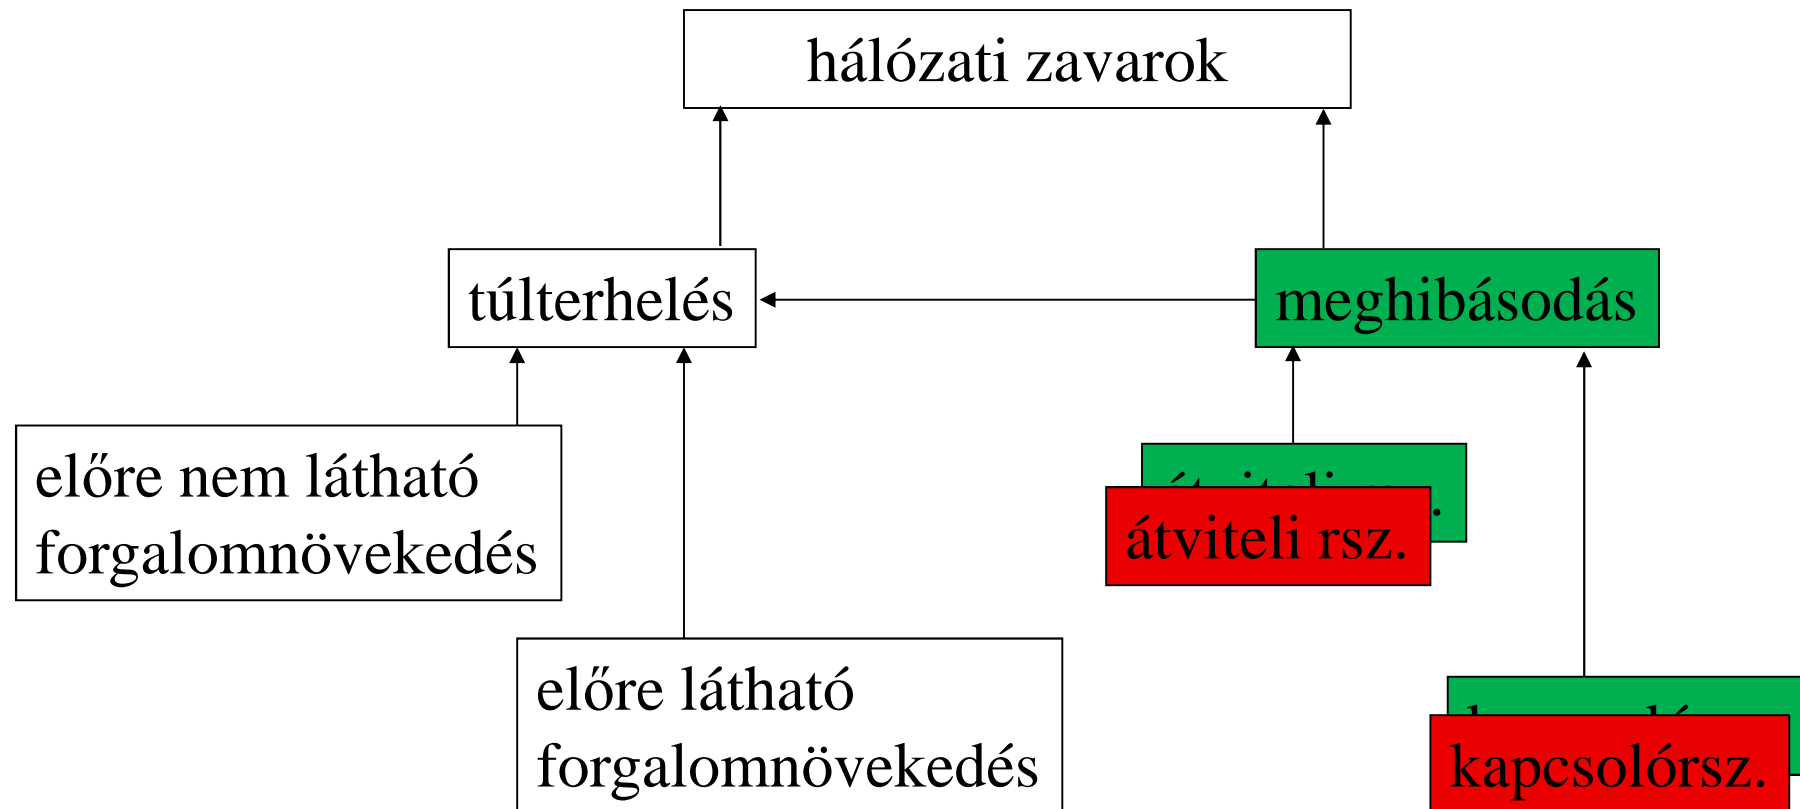 hálózati zavarok
túlterhelés
meghibásodás
előre nem látható
forgalomnövekedés
átviteli rsz.
előre látható
forgalomnövekedés
kapcsolórsz.